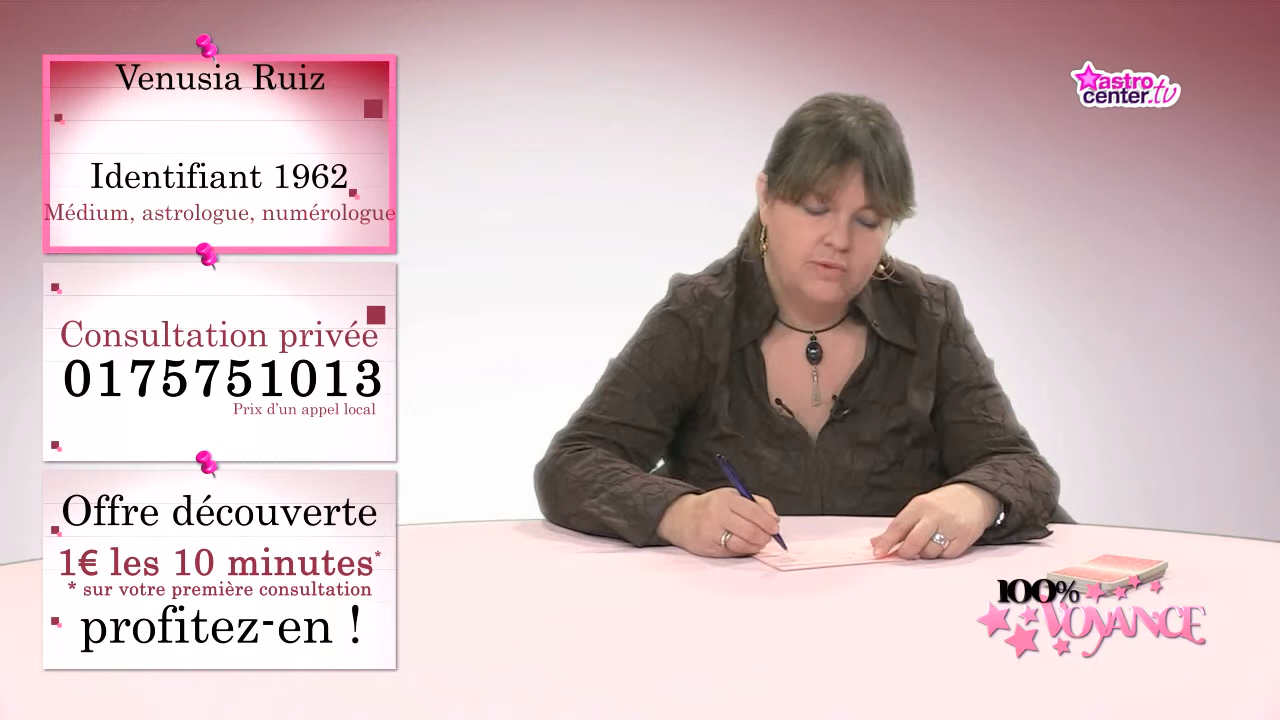 Venusia Ruiz
Identifiant 1962
Médium, astrologue, numérologue
Consultation privée
0175751013
Prix d'un appel local
Offre découverte
1€ les 10 minutes*
* sur votre première consultation
profitez-en !
astro
center.tv
100%
VOYANCE